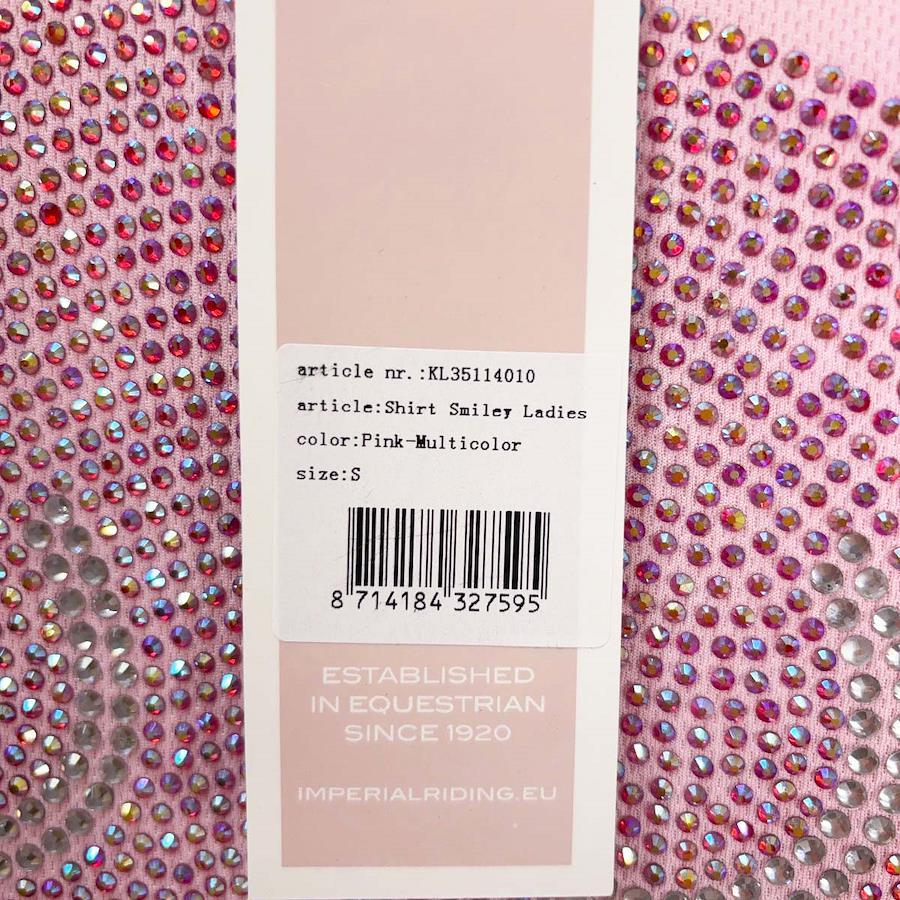 article nr.:KL35114010
article:Shirt Smiley Ladies
color:Pink-Multicolor
size:S
8 714184 327595
ESTABLISHED
IN EQUESTRIAN
SINCE 1920
IMPERIALRIDING.EU